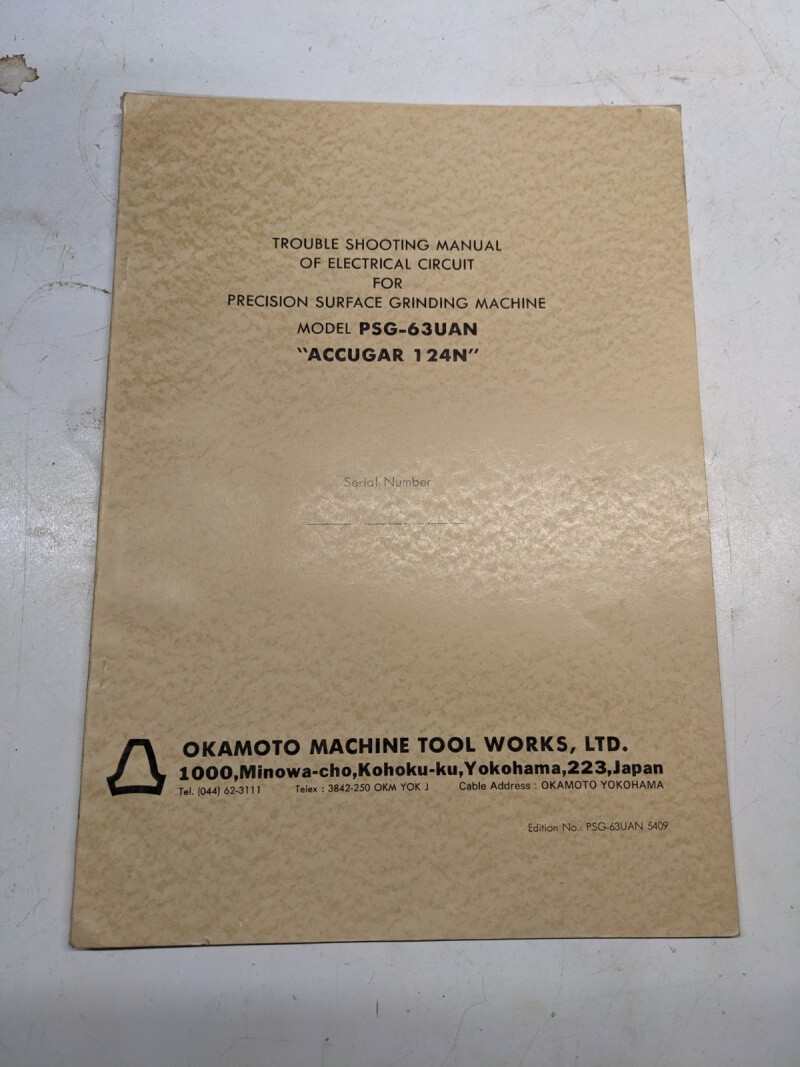 TROUBLE SHOOTING MANUAL
OF ELECTRICAL CIRCUIT
FOR
PRECISION SURFACE GRINDING MACHINE
MODEL PSG-63UAN
"ACCUGAR 124N"
Serial Number
OKAMOTO MACHINE TOOL WORKS, LTD.
1000,Minowa-cho,Kohoku-ku,Yokohama,223,Japan
Tel. (044) 62-3111 Telex : 3842-250 OKM YOK J Cable Address : OKAMOTO YOKOHAMA
Edition No.: PSG-63UAN 5409